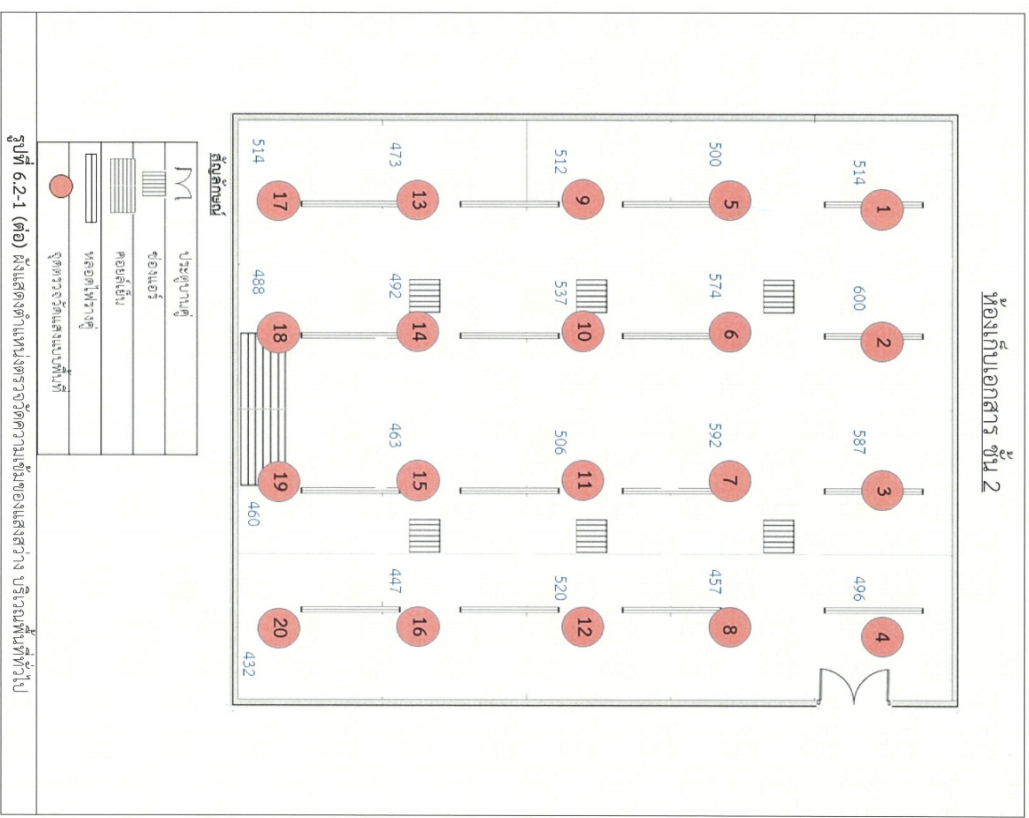 ห้องเก็บเอกสาร ชั้น 2
514 600 587 496
1 2 3 4
500 574 592 457
5 6 7 8
512 537 506 520
9 10 11 12
473 492 463 447
13 14 15 16
514 488 460 432
17 18 19 20
สัญลักษณ์
ประตูบานคู่
ช่องแอร์
คอยล์เย็น
หลอดไฟรางคู่
จุดตรวจวัดแสงแบบพื้นที่
รูปที่ 6.2-1 (ต่อ) ผังแสดงตำแหน่งตรวจวัดความเข้มของแสงสว่าง บริเวณพื้นที่ทั่วไป